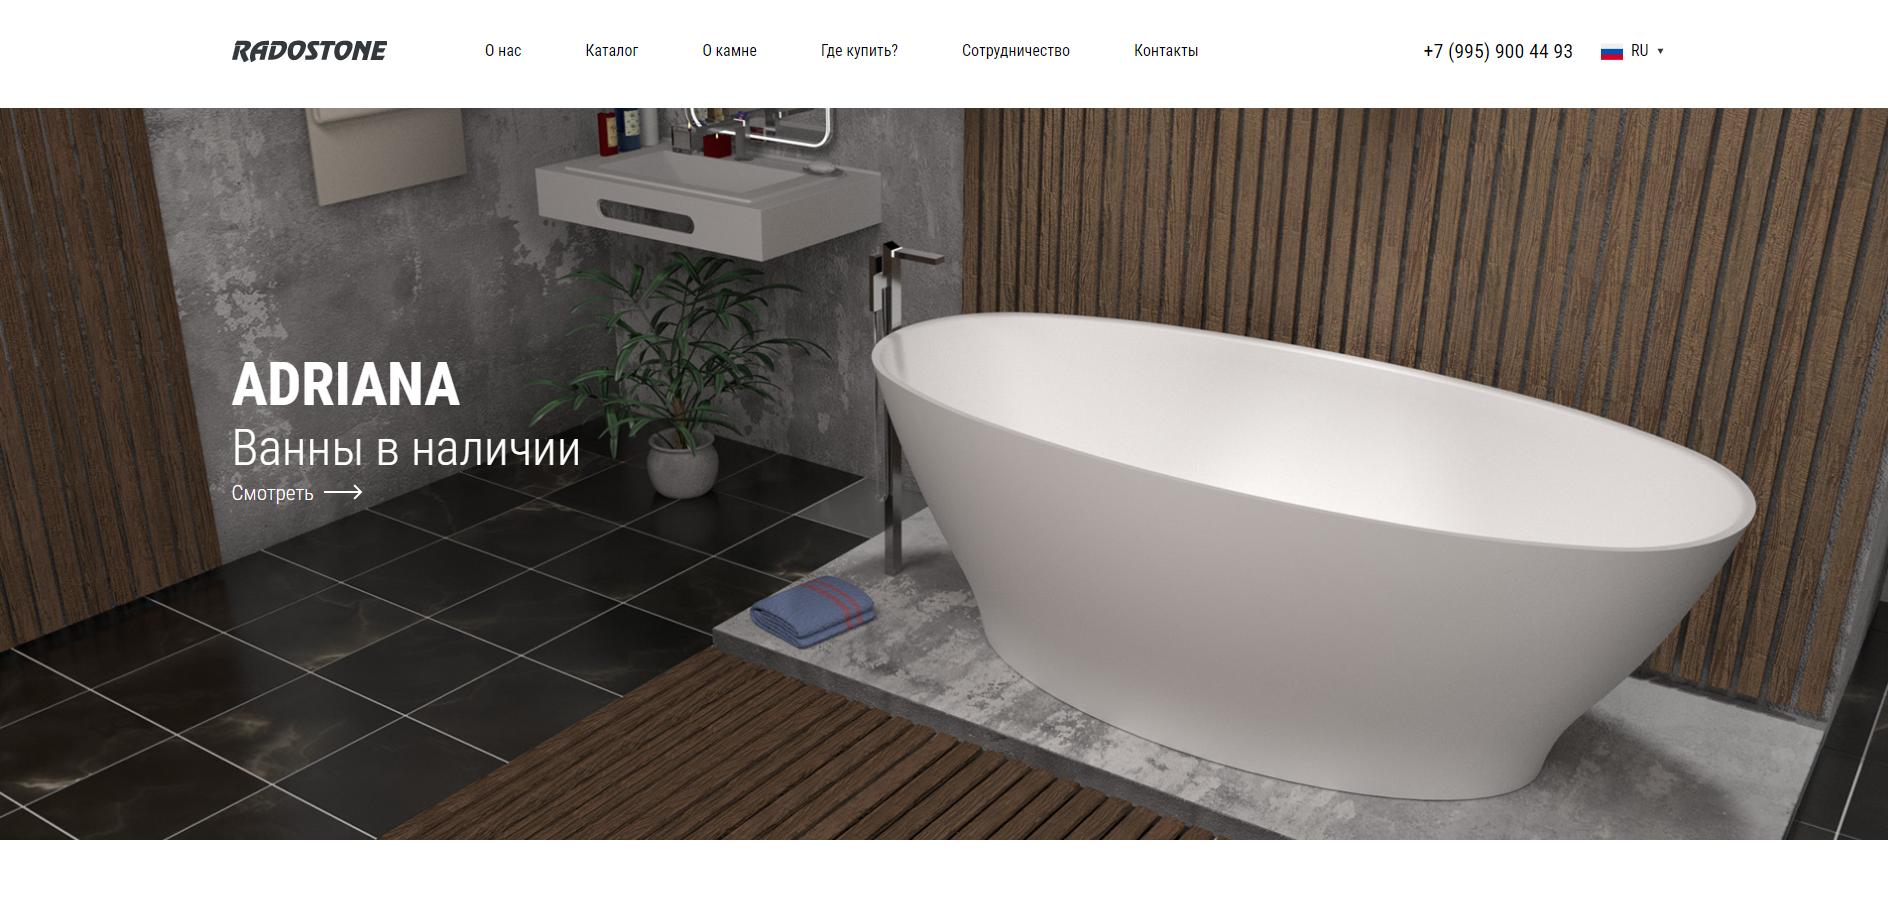 RADOSTONE
О нас
Каталог
О камне
Где купить?
Сотрудничество
Контакты
+7 (995) 900 44 93
RU
ADRIANA
Ванны в наличии
Смотреть